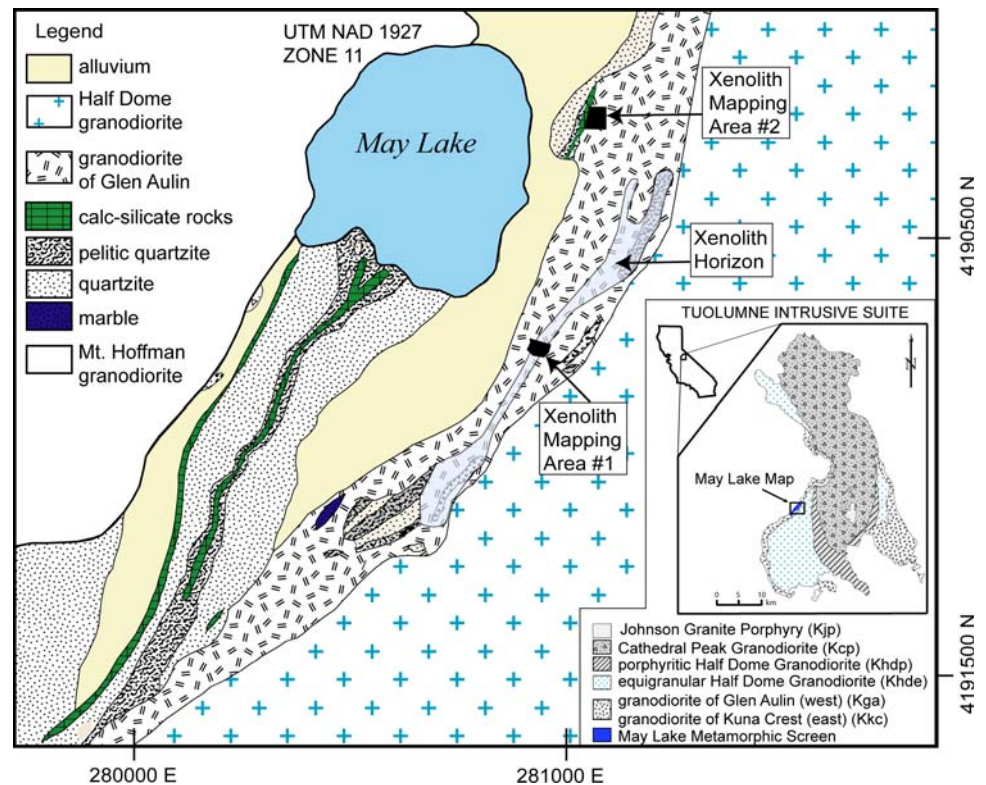 Legend
alluvium
Half Dome
granodiorite
granodiorite
of Glen Aulin
calc-silicate rocks
pelitic quartzite
quartzite
marble
Mt. Hoffman
granodiorite
UTM NAD 1927
ZONE 11
May Lake
Xenolith
Mapping
Area #2
Xenolith
Horizon
Xenolith
Mapping
Area #1
4190500 N
4191500 N
280000 E
281000 E
TUOLUMNE INTRUSIVE SUITE
N
May Lake Map
0 5 10 km
Johnson Granite Porphyry (Kjp)
Cathedral Peak Granodiorite (Kcp)
porphyritic Half Dome Granodiorite (Khdp)
equigranular Half Dome Granodiorite (Khde)
granodiorite of Glen Aulin (west) (Kga)
granodiorite of Kuna Crest (east) (Kkc)
May Lake Metamorphic Screen